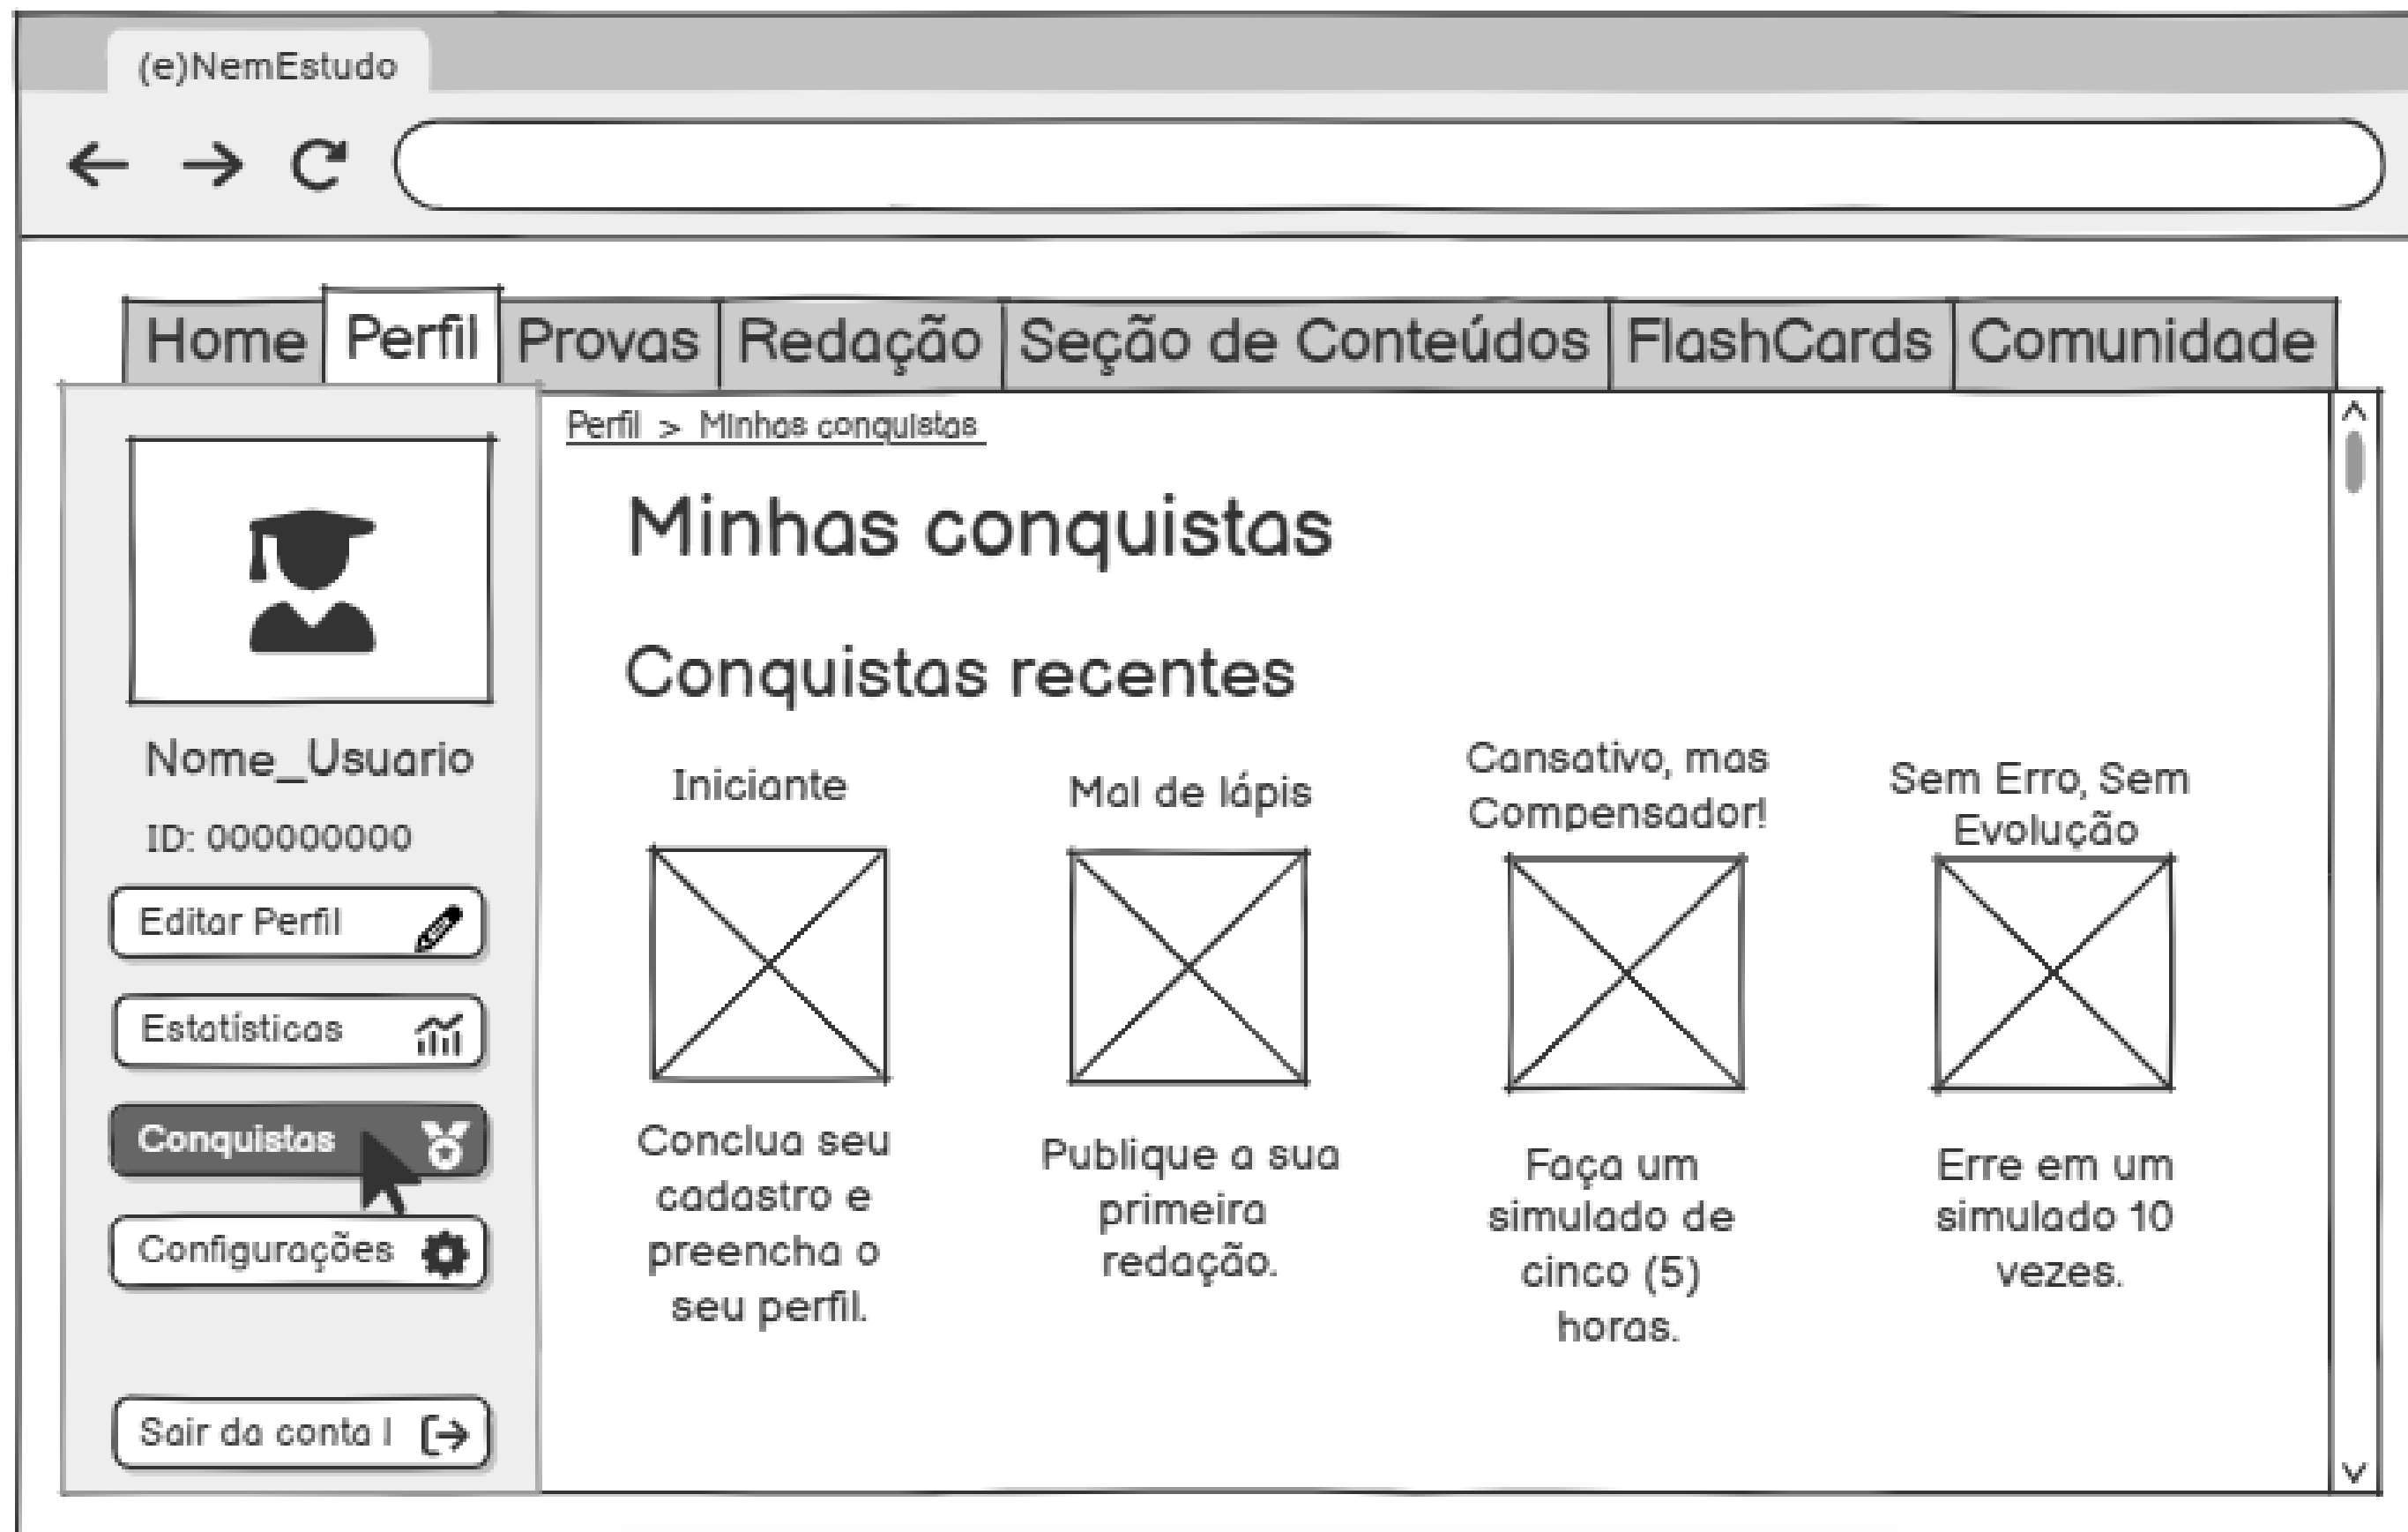 (e)NemEstudo
Home Perfil Provas Redação Seção de Conteúdos FlashCards Comunidade
Perfil > Minhas conquistas
Nome_Usuario
ID: 000000000
Editar Perfil
Estatísticas
Conquistas
Configurações
Sair da conta |
Minhas conquistas
Conquistas recentes
Iniciante
Conclua seu
cadastro e
preencha o
seu perfil.
Mal de lápis
Publique a sua
primeira
redação.
Cansativo, mas
Compensador!
Faça um
simulado de
cinco (5)
horas.
Sem Erro, Sem
Evolução
Erre em um
simulado 10
vezes.